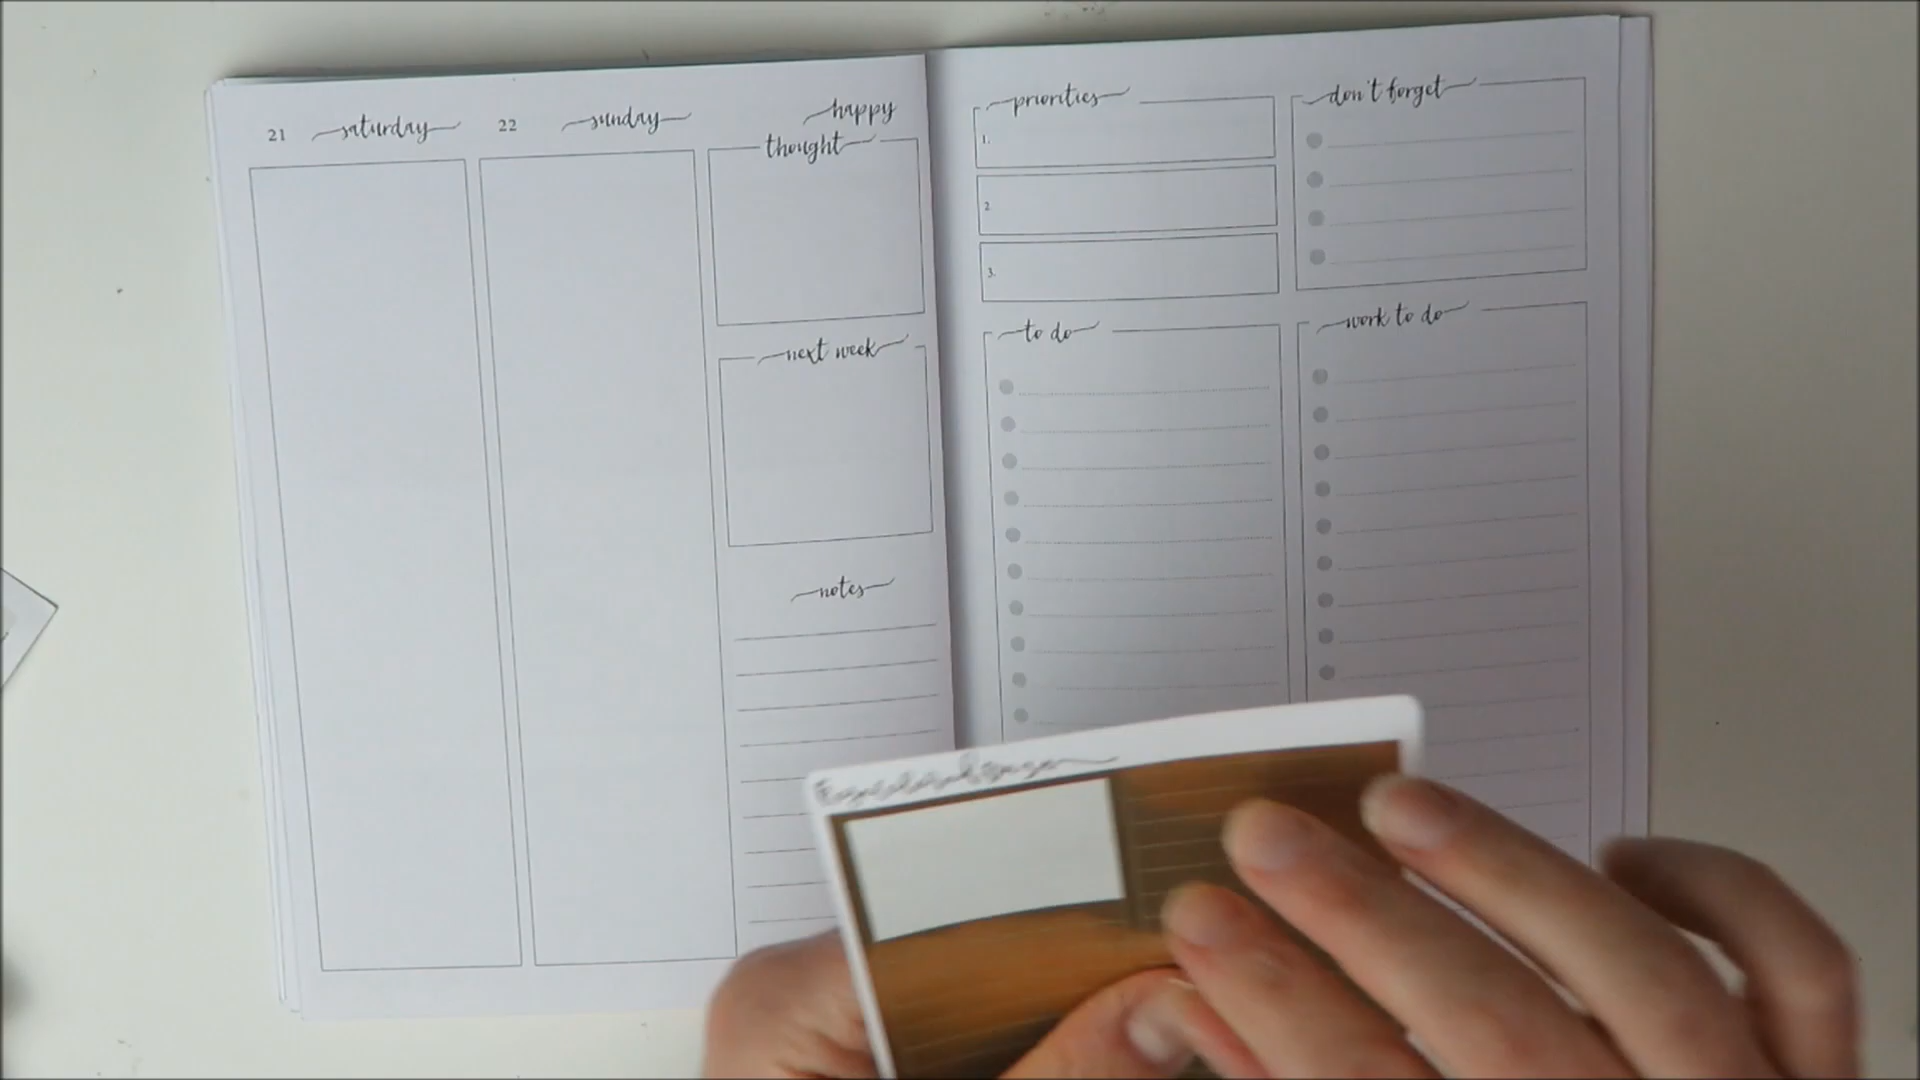 21 saturday
22 sunday
happy
thought
next week
notes
priorities
1.
2.
3.
don't forget
to do
work to do